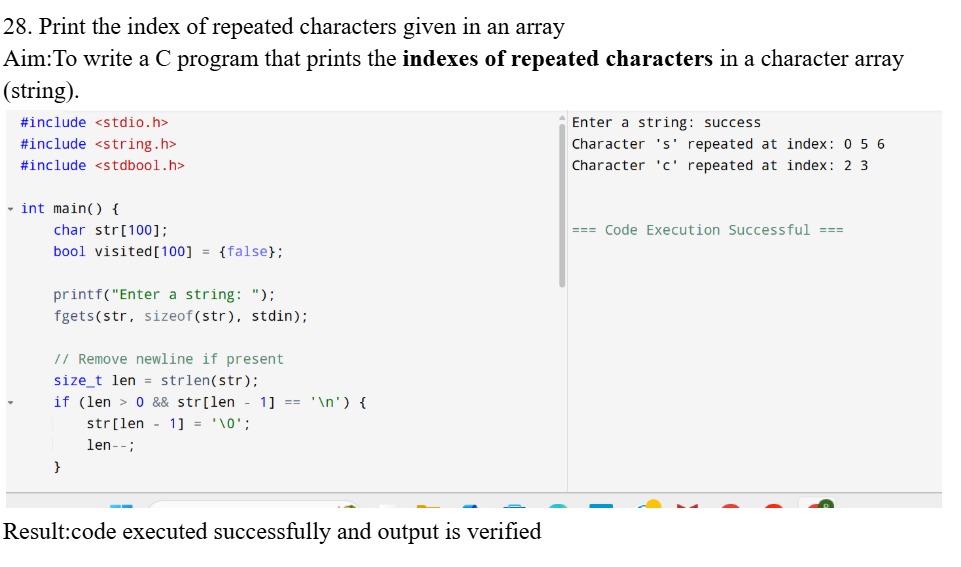 28. Print the index of repeated characters given in an array
Aim:To write a C program that prints the indexes of repeated characters in a character array
(string).
#include <stdio.h>
#include <string.h>
#include <stdbool.h>
int main() {
char str[100];
bool visited[100] = {false};
printf("Enter a string: ");
fgets(str, sizeof(str), stdin);
// Remove newline if present
size_t len = strlen(str);
if (len > 0 && str[len - 1] == '\n') {
str[len - 1] = '\0';
len--;
}
Enter a string: success
Character 's' repeated at index: 0 5 6
Character 'c' repeated at index: 2 3
=== Code Execution Successful ===
Result:code executed successfully and output is verified